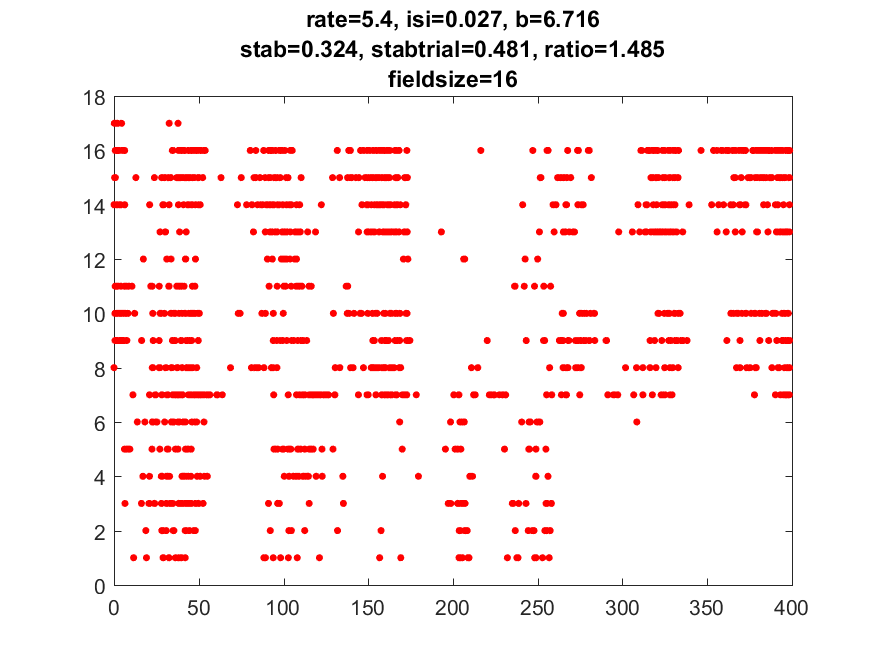 rate=5.4, isi=0.027, b=6.716
stab=0.324, stabtrial=0.481, ratio=1.485
fieldsize=16
18
16
14
12
10
8
6
4
2
0
0 50 100 150 200 250 300 350 400